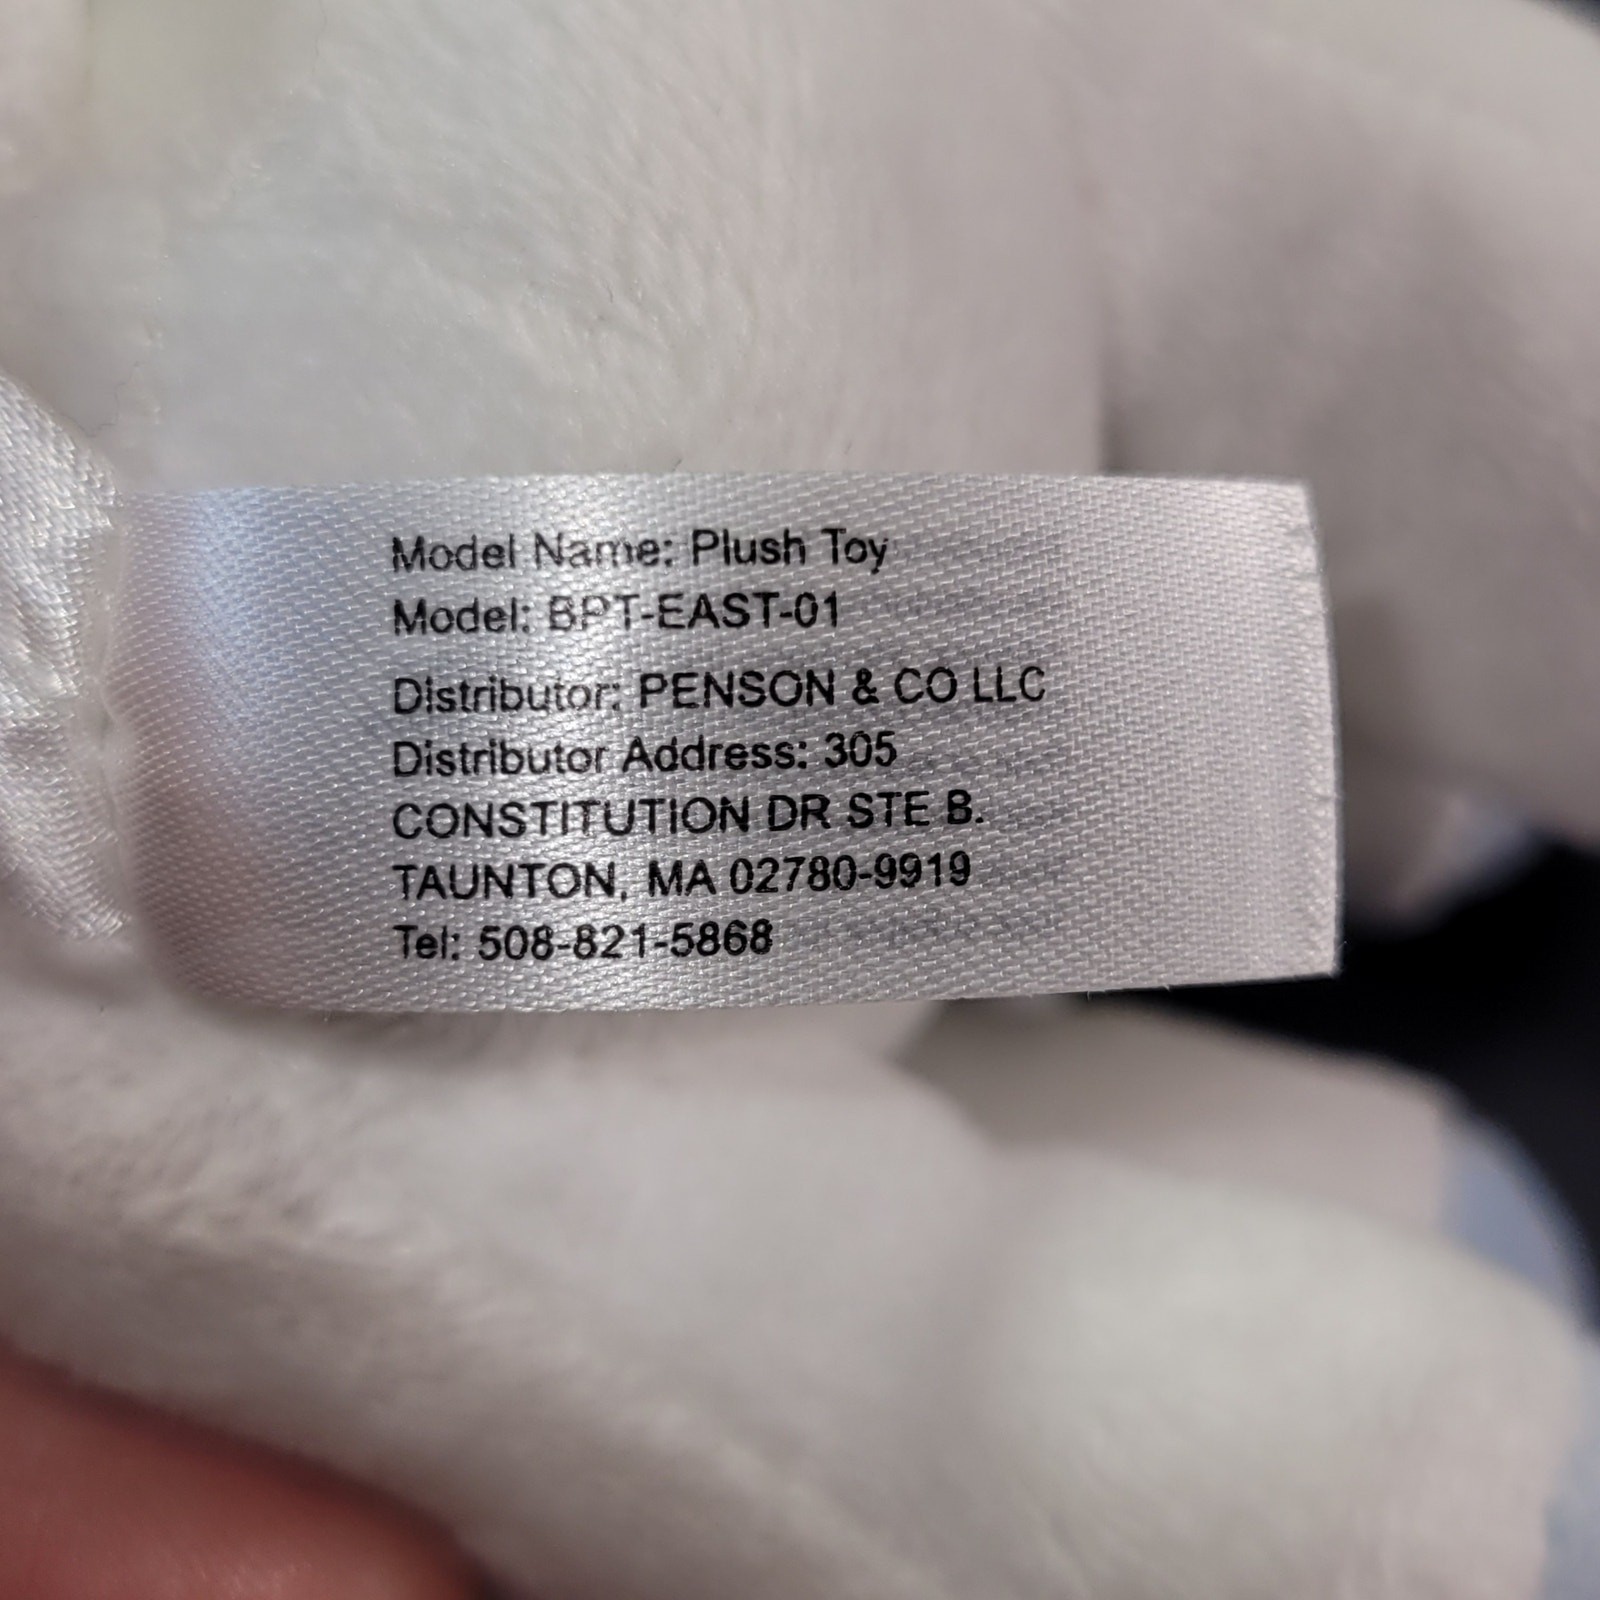 Model Name: Plush Toy
Model: BPT-EAST-01
Distributor: PENSON & CO LLC
Distributor Address: 305
CONSTITUTION DR STE B.
TAUNTON, MA 02780-9919
Tel: 508-821-5868